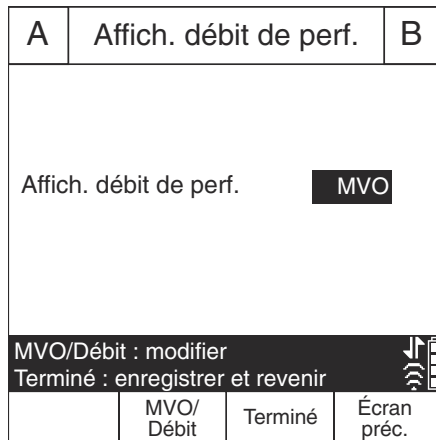 A Affich. débit de perf. B
Affich. débit de perf. MVO
MVO/Débit : modifier
Terminé : enregistrer et revenir
MVO/ Débit Terminé Écran préc.